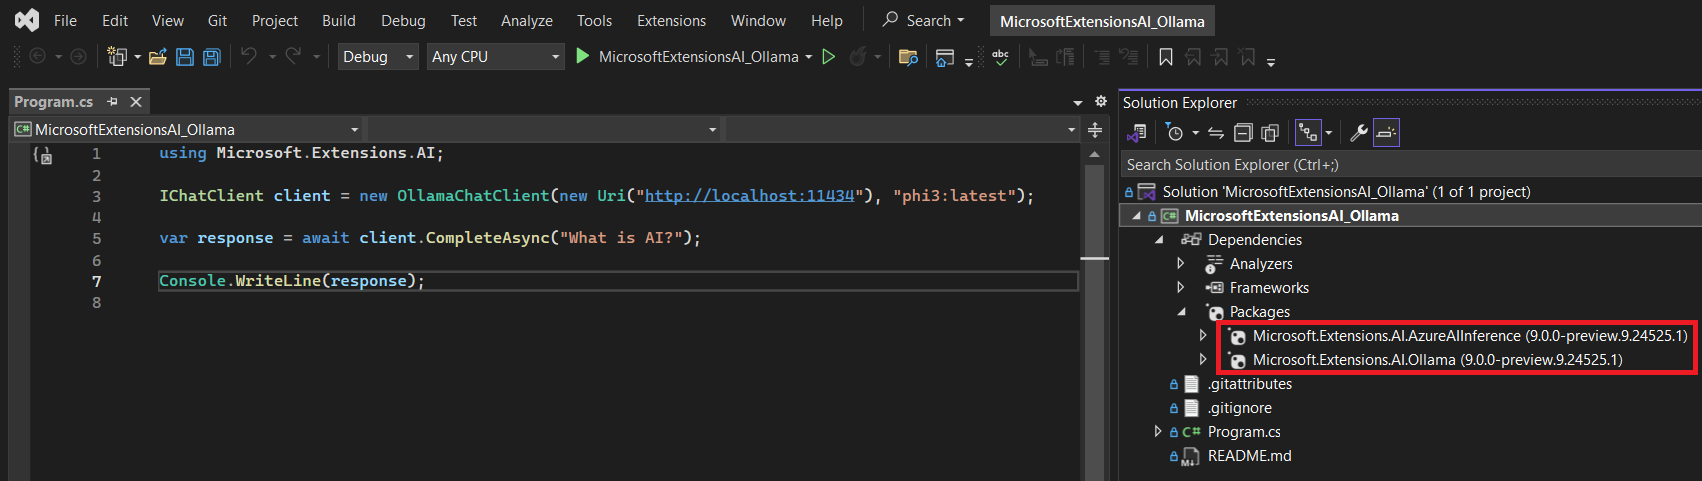 File Edit View Git Project Build Debug Test Analyze Tools Extensions Window Help Search MicrosoftExtensionsAI_Ollama
Debug Any CPU MicrosoftExtensionsAI_Ollama abc
Program.cs
C# MicrosoftExtensionsAI_Ollama
1 using Microsoft.Extensions.AI;
2
3 IChatClient client = new OllamaChatClient(new Uri("http://localhost:11434"), "phi3:latest");
4
5 var response = await client.CompleteAsync("What is AI?");
6
7 Console.WriteLine(response);
8
Solution Explorer
Search Solution Explorer (Ctrl+;)
Solution 'MicrosoftExtensionsAI_Ollama' (1 of 1 project)
C# MicrosoftExtensionsAI_Ollama
Dependencies
Analyzers
Frameworks
Packages
Microsoft.Extensions.AI.AzureAIInference (9.0.0-preview.9.24525.1)
Microsoft.Extensions.AI.Ollama (9.0.0-preview.9.24525.1)
.gitattributes
.gitignore
C# Program.cs
M↓ README.md